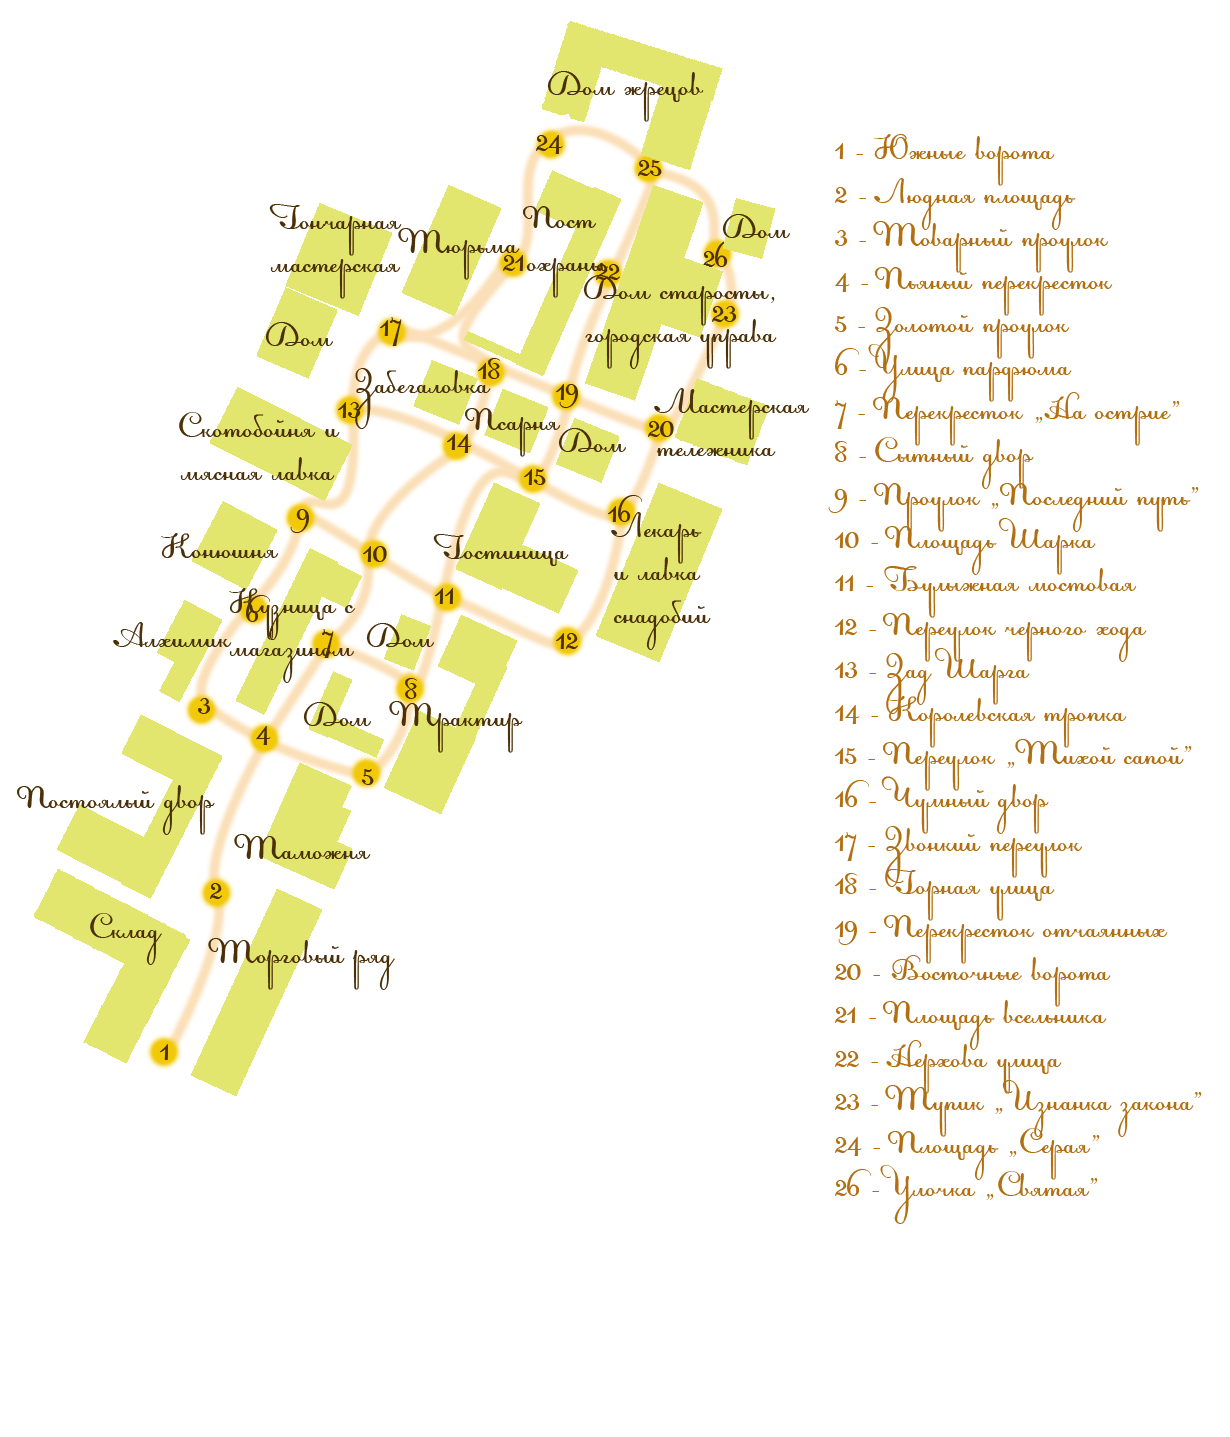 Дом жрецов
24
25
Гончарная
мастерская
Тюрьма
Пост
охраны
Дом
21
22
26
Дом старосты,
городская управа
23
17
Дом
18
Забегаловка
19
13
Псарня
Мастерская
тележника
20
Скотобойня и
мясная лавка
14
Дом
15
16
9
Лекарь
и лавка
снадобий
Конюшня
10
Гостиница
11
6
Кузница с
магазином
Алхимик
7
Дом
12
3
8
4
Дом
Трактир
5
Постоялый двор
Таможня
2
Склад
Торговый ряд
1
1 - Южные ворота
2 - Людная площадь
3 - Товарный проулок
4 - Пьяный перекресток
5 - Золотой проулок
6 - Улица парфюма
7 - Перекресток „На острие”
8 - Сытный двор
9 - Проулок „Последний путь”
10 - Площадь Шарка
11 - Булыжная мостовая
12 - Переулок черного хода
13 - Зад Шарга
14 - Королевская тропка
15 - Переулок „Тихой сапой”
16 - Чумный двор
17 - Звонкий переулок
18 - Горная улица
19 - Перекресток отчаянных
20 - Восточные ворота
21 - Площадь всельника
22 - Нерхова улица
23 - Тупик „Изнанка закона”
24 - Площадь „Серая”
26 - Улочка „Святая”